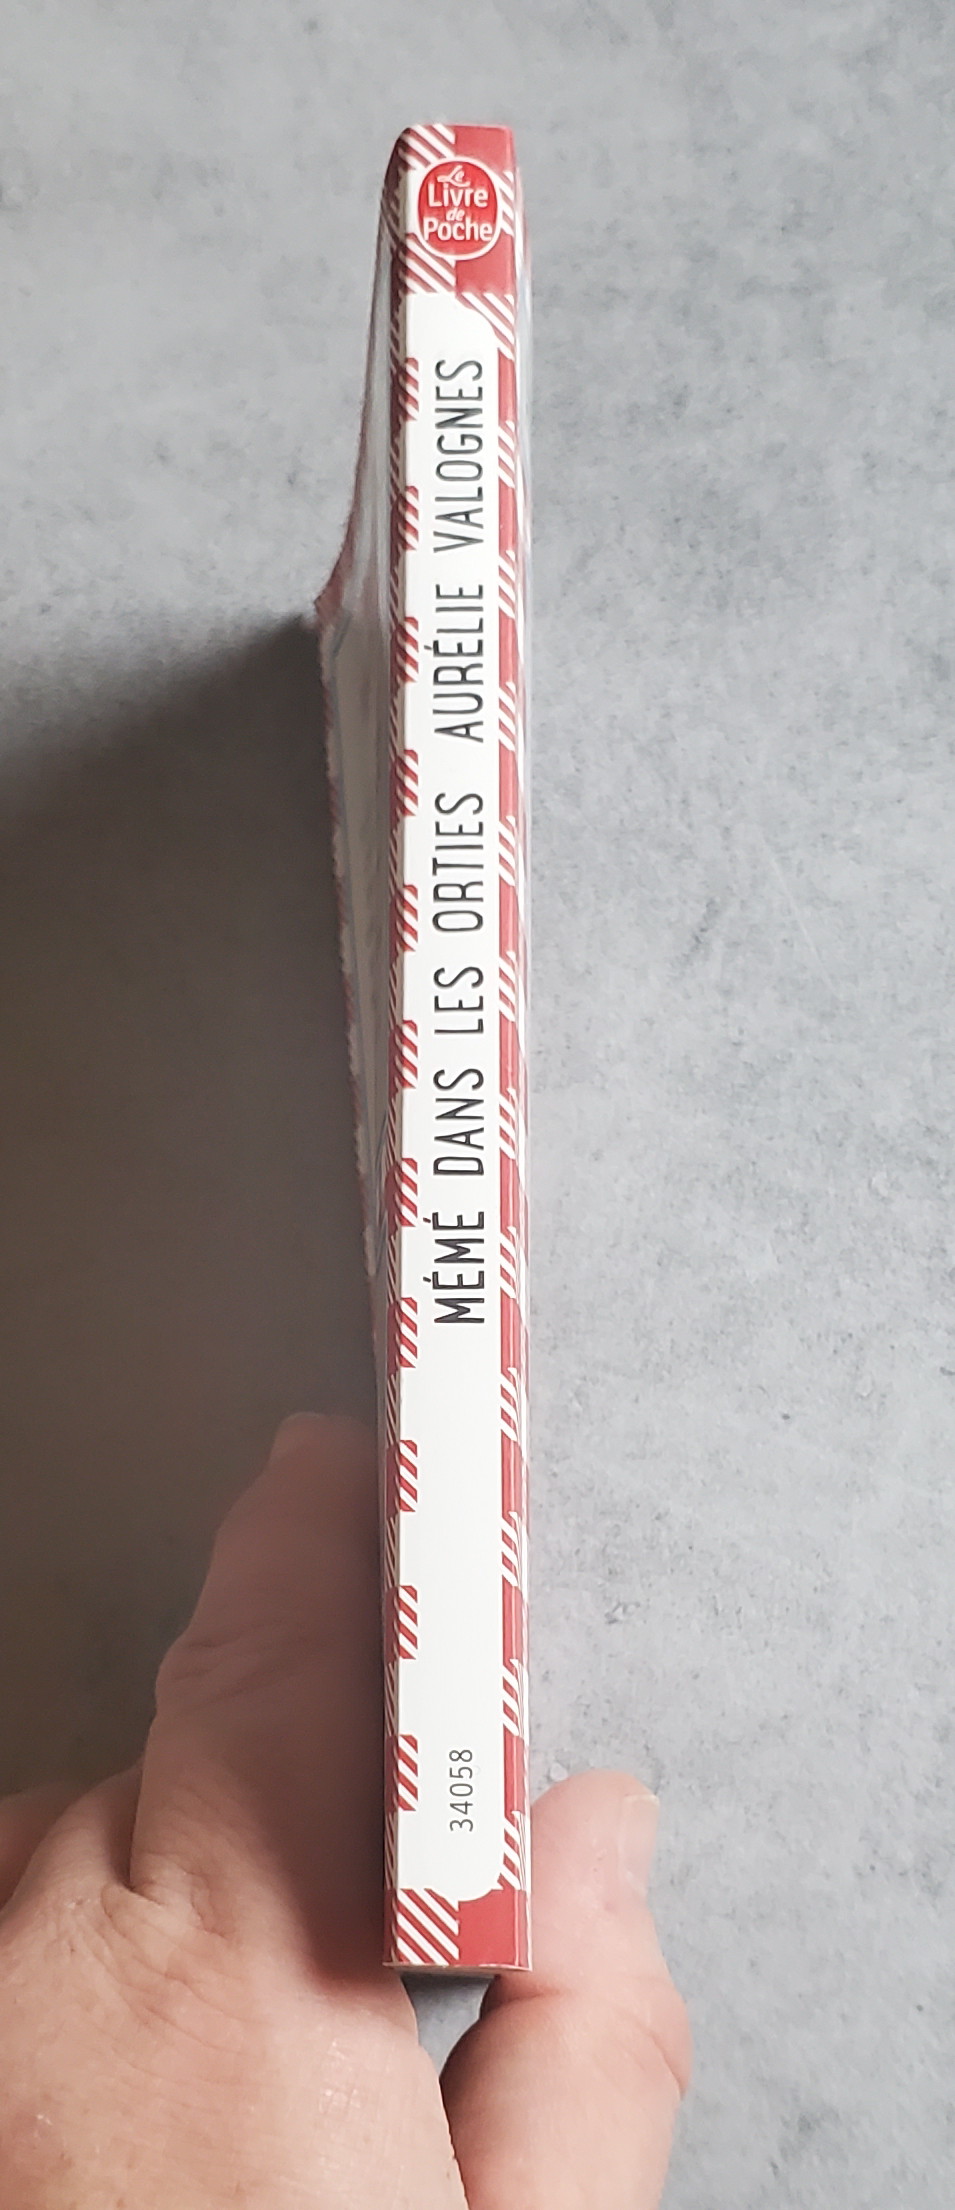 Le
Livre
de
Poche
MÉMÉ DANS LES ORTIES AURÉLIE VALOGNES
34058